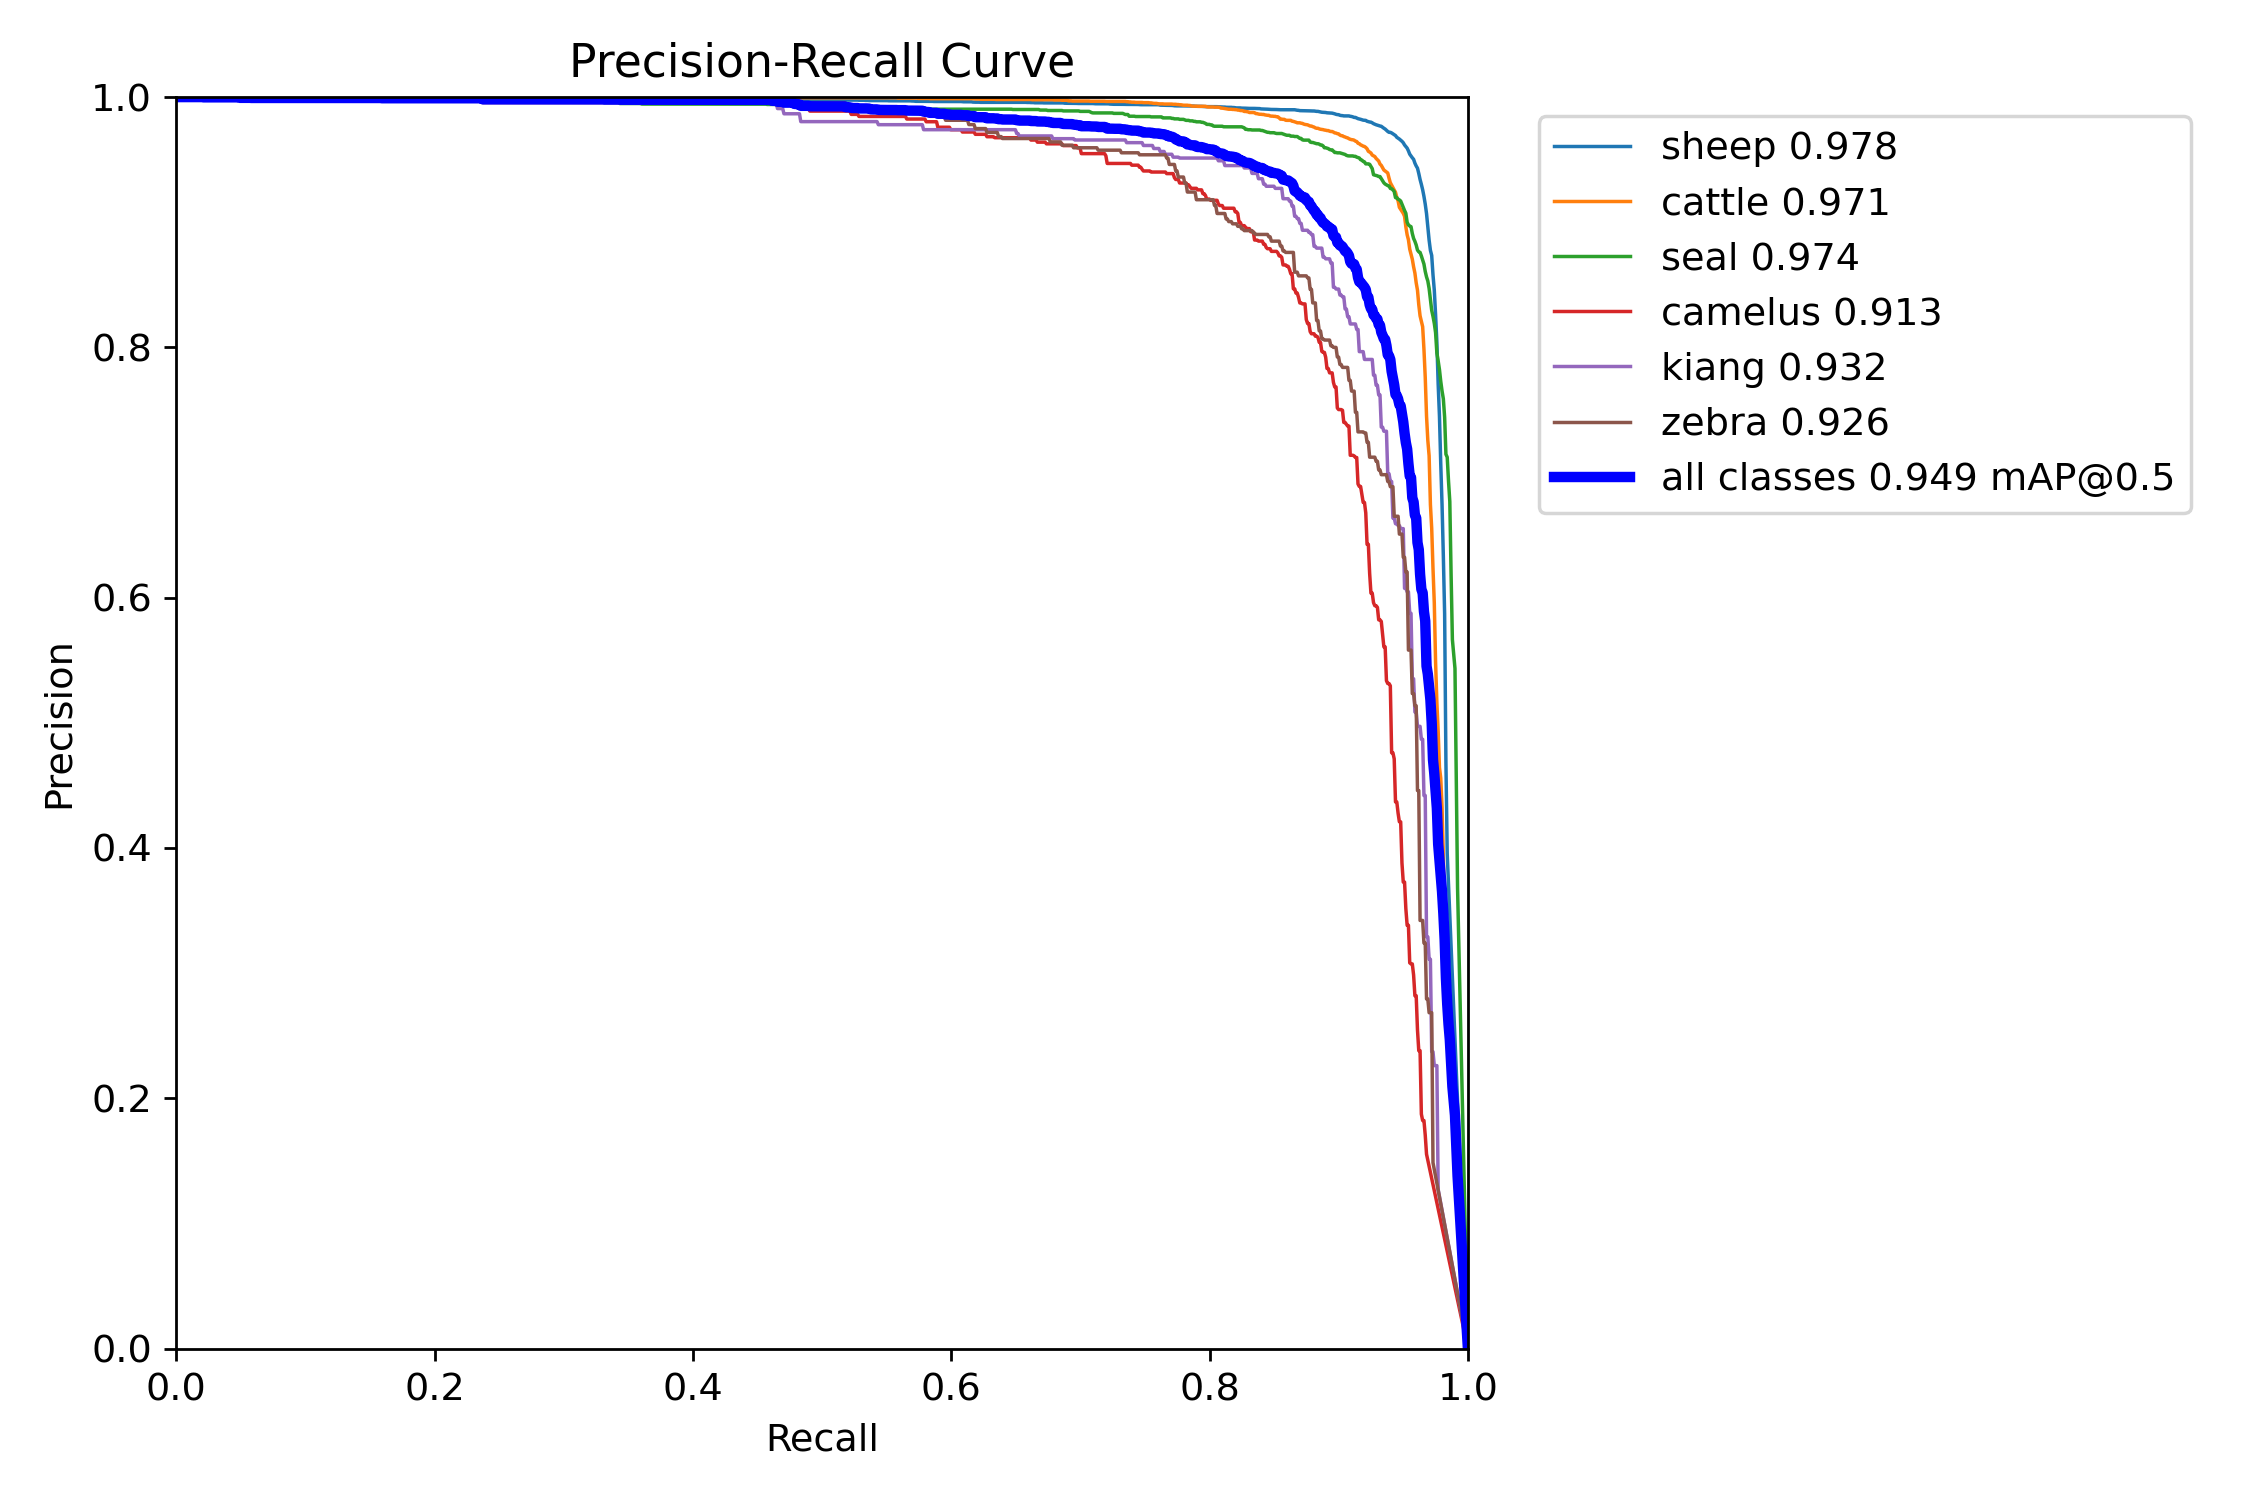 Precision-Recall Curve
1.0
0.8
0.6
0.4
0.2
0.0
Precision
0.0 0.2 0.4 0.6 0.8 1.0
Recall
sheep 0.978
cattle 0.971
seal 0.974
camelus 0.913
kiang 0.932
zebra 0.926
all classes 0.949 mAP@0.5